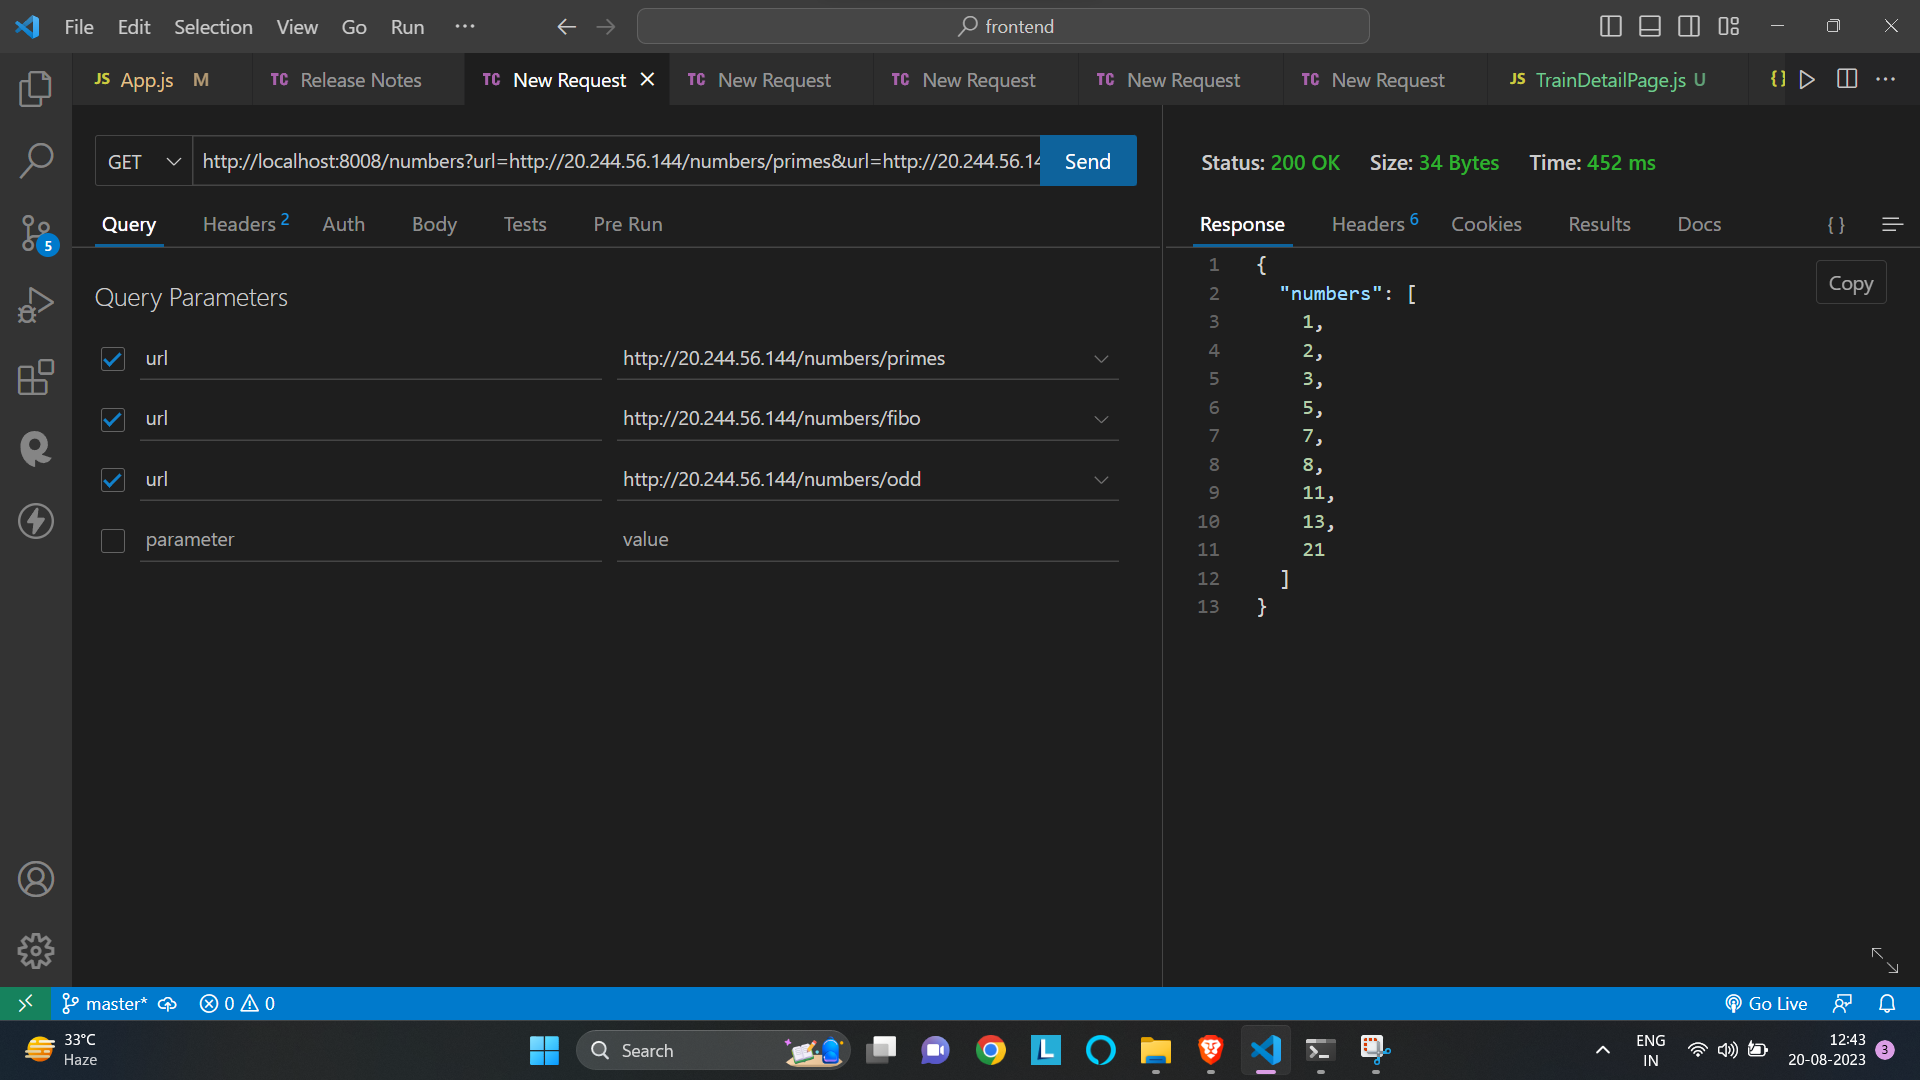 File Edit Selection View Go Run ··· frontend
JS App.js M TC Release Notes TC New Request TC New Request TC New Request TC New Request TC New Request JS TrainDetailPage.js U {} ···
GET http://localhost:8008/numbers?url=http://20.244.56.144/numbers/primes&url=http://20.244.56.14 Send
Status: 200 OK Size: 34 Bytes Time: 452 ms
Query Headers 2 Auth Body Tests Pre Run
Response Headers 6 Cookies Results Docs { }
Query Parameters
url http://20.244.56.144/numbers/primes
url http://20.244.56.144/numbers/fibo
url http://20.244.56.144/numbers/odd
parameter value
Copy
1 {
2 "numbers": [
3 1,
4 2,
5 3,
6 5,
7 7,
8 8,
9 11,
10 13,
11 21
12 ]
13 }
5
master* 0 0 Go Live
33°C
Haze
Search
L
ENG
IN
12:43
20-08-2023
3